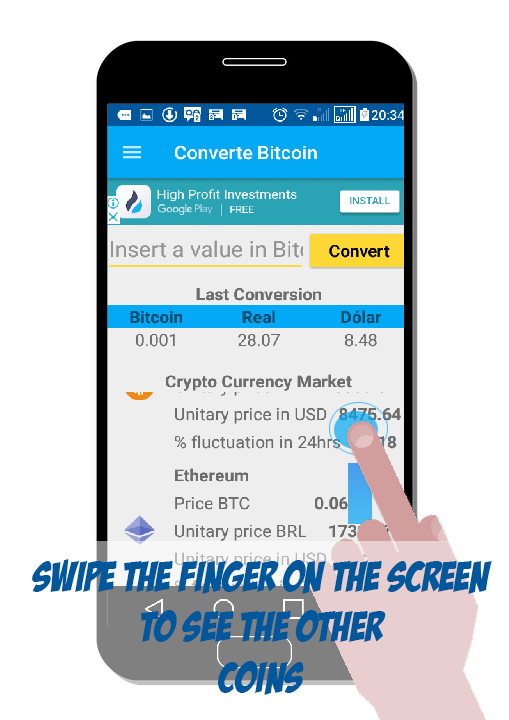 20:34
Converte Bitcoin
High Profit Investments
Google Play | FREE
INSTALL
Insert a value in Bit
Convert
Last Conversion
Bitcoin Real Dólar
0.001 28.07 8.48
Crypto Currency Market
Unitary price in USD 8475.64
% fluctuation in 24hrs 18
Ethereum
Price BTC 0.06
Unitary price BRL 173
Unitary price in USD
SWIPE THE FINGER ON THE SCREEN
TO SEE THE OTHER
COINS